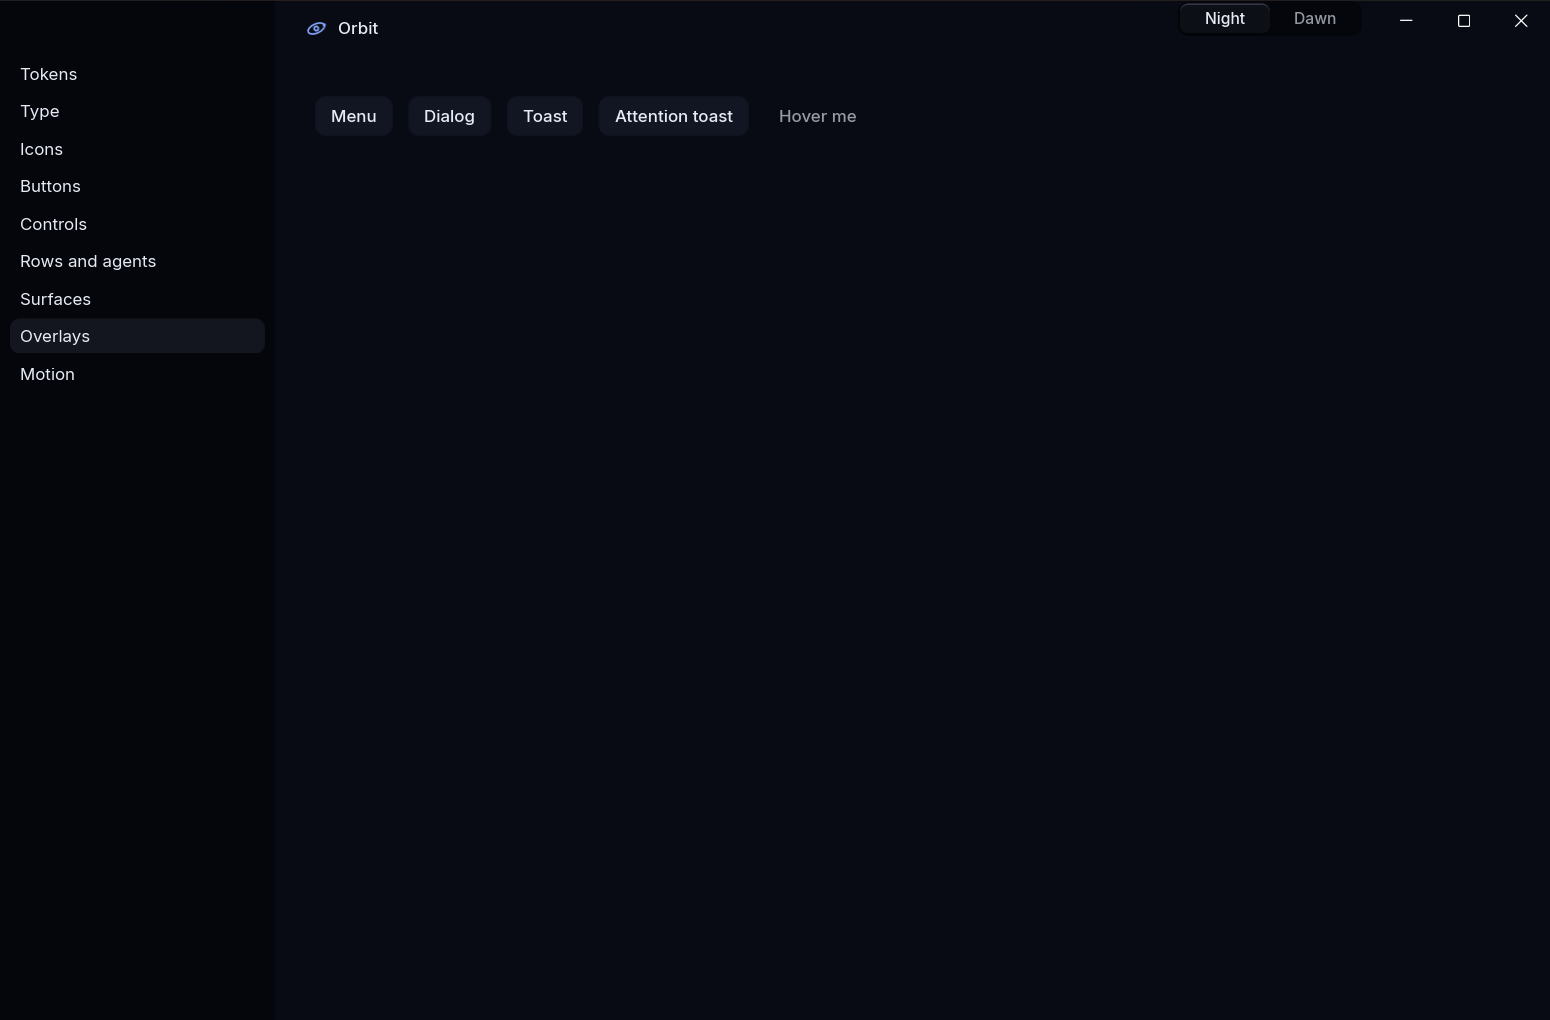 Orbit
Night Dawn
Tokens
Type
Icons
Buttons
Controls
Rows and agents
Surfaces
Overlays
Motion
Menu Dialog Toast Attention toast Hover me